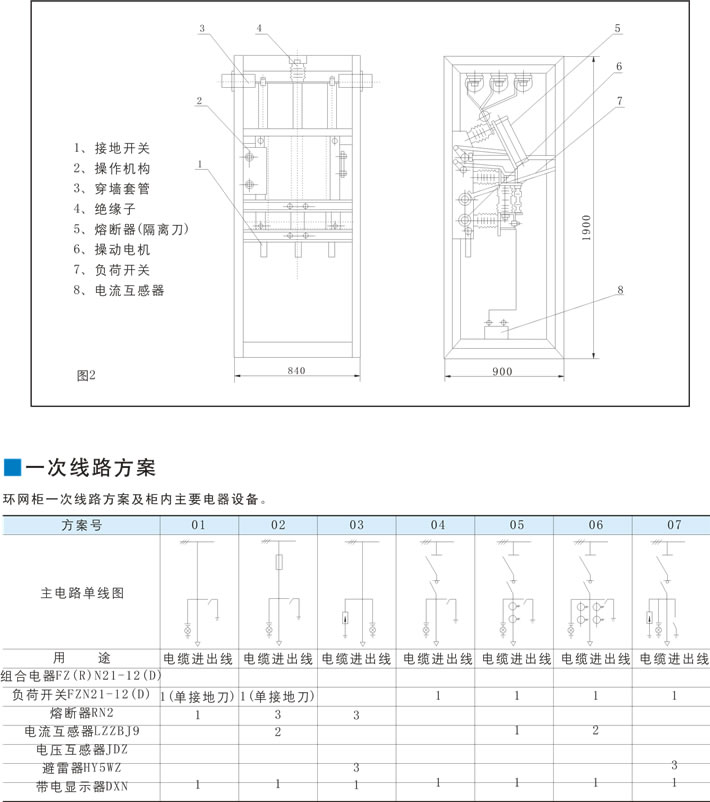 3
4
5
6
2
7
1、接地开关
2、操作机构
3、穿墙套管
4、绝缘子
5、熔断器(隔离刀)
6、操动电机
7、负荷开关
8、电流互感器
1
1900
8
图2
840
900
一次线路方案
环网柜一次线路方案及柜内主要电器设备。
方案号 01 02 03 04 05 06 07
主电路单线图
用 途 电缆进出线 电缆进出线 电缆进出线 电缆进出线 电缆进出线 电缆进出线 电缆进出线
组合电器FZ(R)N21-12(D)
负荷开关FZN21-12(D) 1(单接地刀) 1(单接地刀) 1 1 1 1
熔断器RN2 1 3 3
电流互感器LZZBJ9 2 1 2
电压互感器JDZ
避雷器HY5WZ 3 3
带电显示器DXN 1 1 1 1 1 1 1